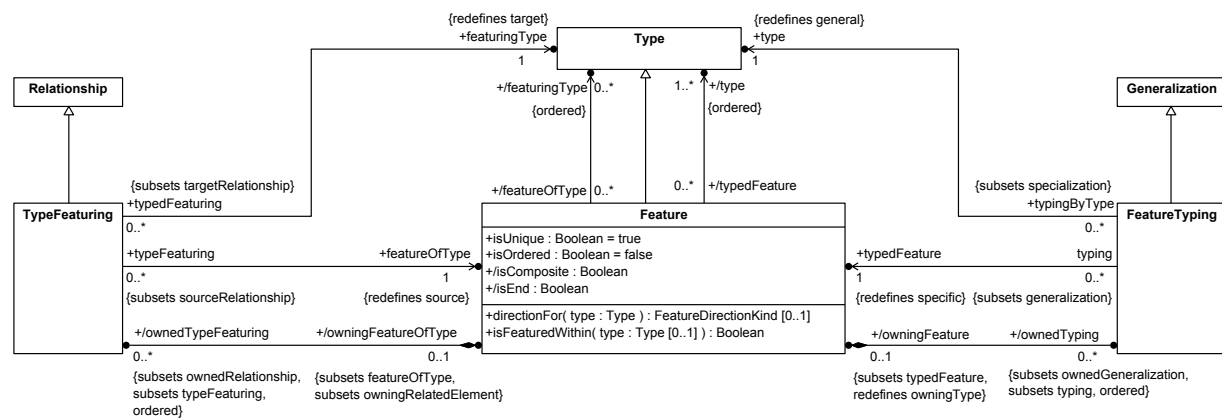 {redefines target}
+featuringType
1
Type
{redefines general}
+type
1
+/featuringType 0..*
{ordered}
1..* +/type
{ordered}
Relationship
Generalization
{subsets targetRelationship}
+typedFeaturing
0..*
+/featureOfType 0..*
0..* +/typedFeature
{subsets specialization}
+typingByType
0..*
TypeFeaturing
Feature
FeatureTyping
+isUnique : Boolean = true
+isOrdered : Boolean = false
+/isComposite : Boolean
+/isEnd : Boolean
+directionFor( type : Type ) : FeatureDirectionKind [0..1]
+isFeaturedWithin( type : Type [0..1] ) : Boolean
+typeFeaturing
0..*
{subsets sourceRelationship}
+featureOfType
1
{redefines source}
+typedFeature
1
{redefines specific}
typing
0..*
{subsets generalization}
+/ownedTypeFeaturing
0..*
{subsets ownedRelationship,
subsets typeFeaturing,
ordered}
+/owningFeatureOfType
0..1
{subsets featureOfType,
subsets owningRelatedElement}
+/owningFeature
0..1
{subsets typedFeature,
redefines owningType}
+/ownedTyping
0..*
{subsets ownedGeneralization,
subsets typing, ordered}